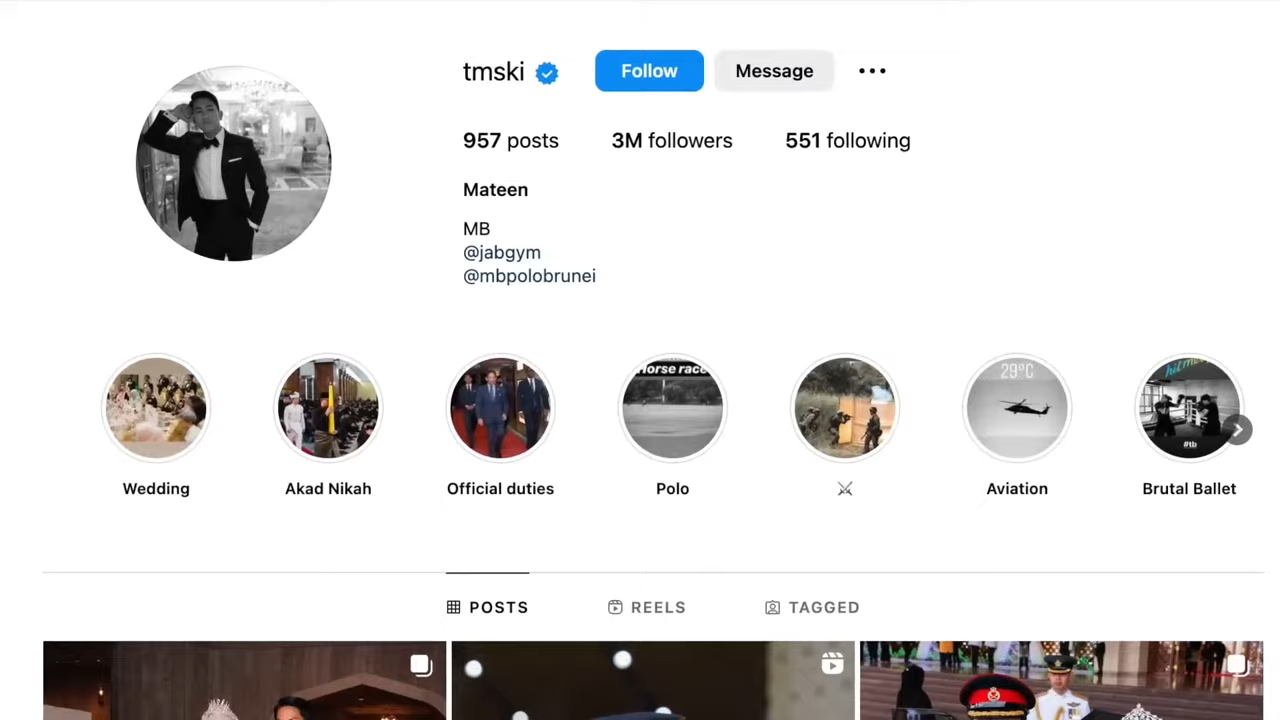 tmski
Follow
Message
957 posts
3M followers
551 following
Mateen
MB
@jabgym
@mbpolobrunei
Horse race
29°C
#tb
Wedding
Akad Nikah
Official duties
Polo
⚔
Aviation
Brutal Ballet
POSTS
REELS
TAGGED